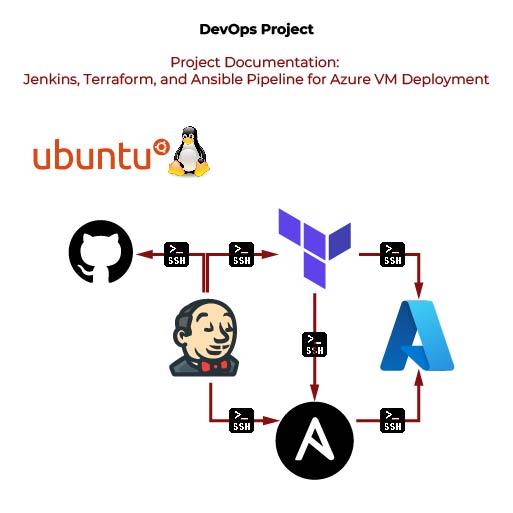 DevOps Project
Project Documentation:
Jenkins, Terraform, and Ansible Pipeline for Azure VM Deployment
ubuntu
>_ SSH
>_ SSH
>_ SSH
>_ SSH
>_ SSH
>_ SSH